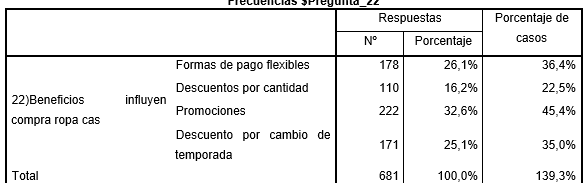 Frecuencias $Pregunta_22
Respuestas Porcentaje de casos
Nº Porcentaje
22)Beneficios influyen compra ropa cas
Formas de pago flexibles 178 26,1% 36,4%
Descuentos por cantidad 110 16,2% 22,5%
Promociones 222 32,6% 45,4%
Descuento por cambio de temporada 171 25,1% 35,0%
Total 681 100,0% 139,3%